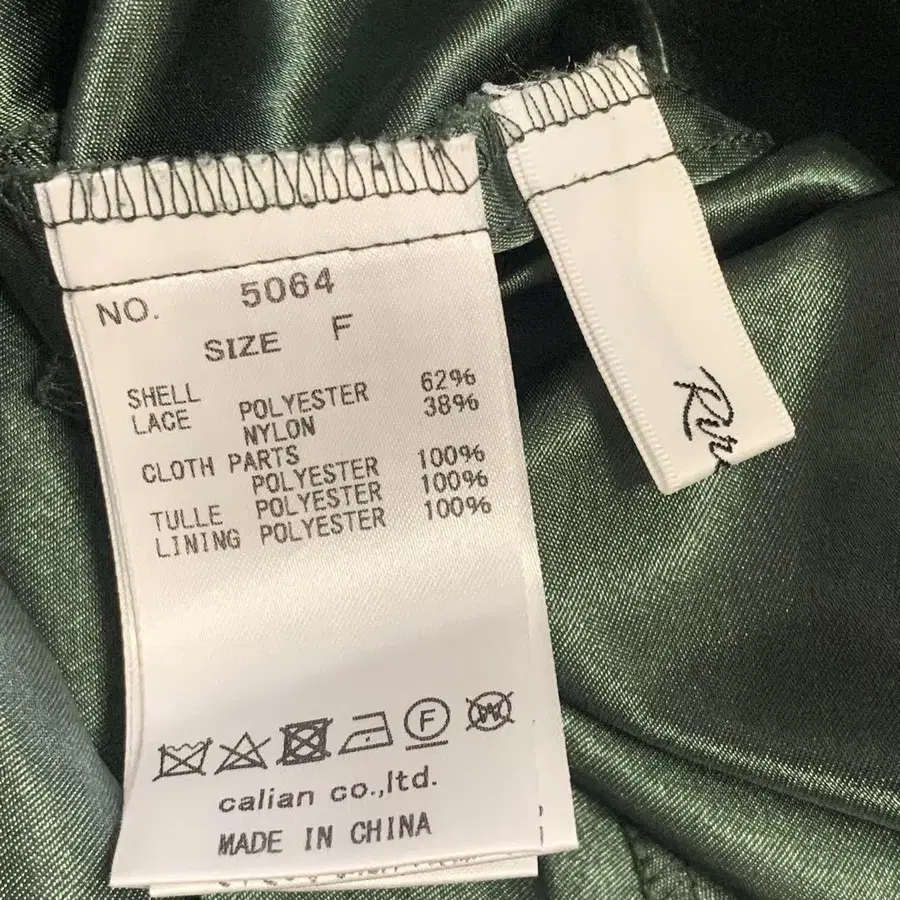 NO. 5064
SIZE F
SHELL
LACE POLYESTER 62%
NYLON 38%
CLOTH PARTS
POLYESTER 100%
TULLE POLYESTER 100%
LINING POLYESTER 100%
F
W
calian co.,ltd.
MADE IN CHINA